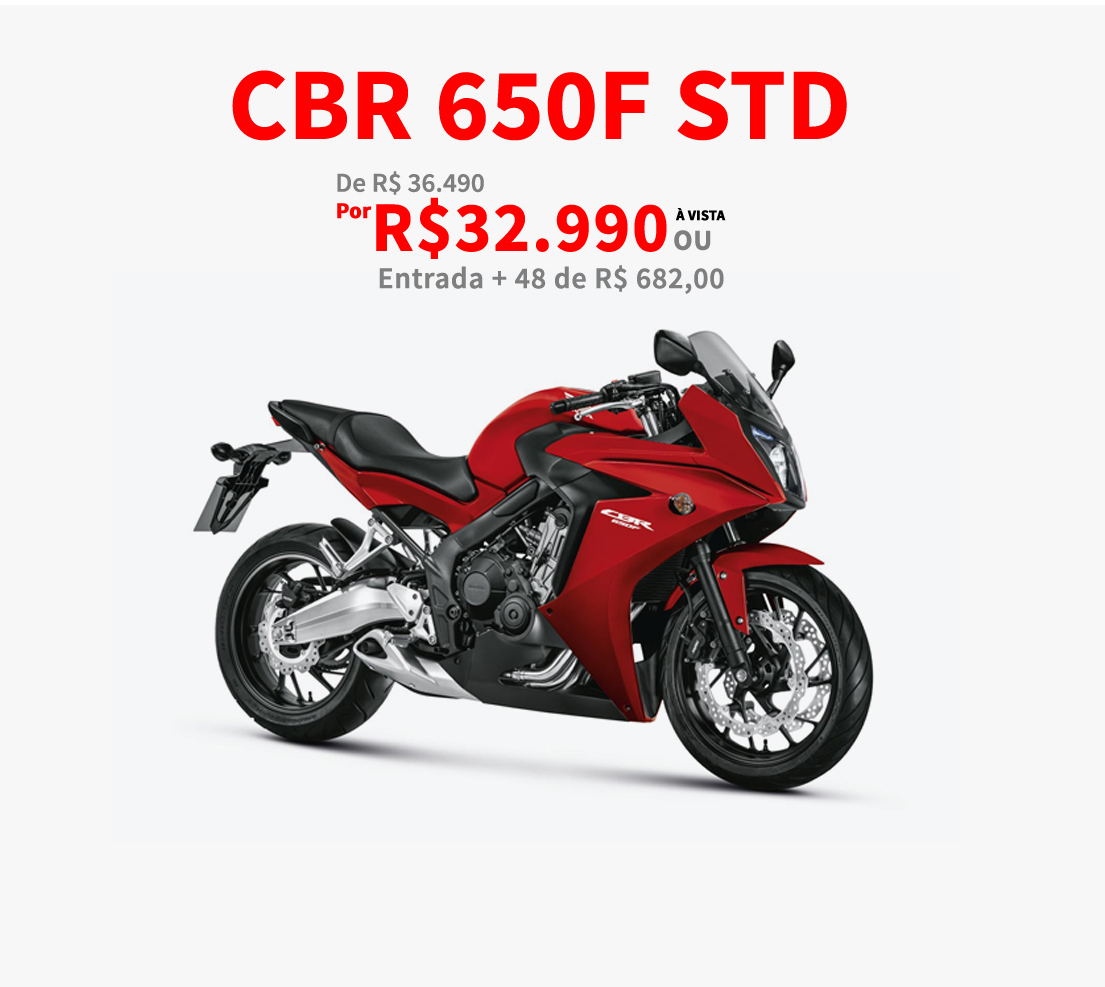 CBR 650F STD
De R$ 36.490
Por R$32.990 À VISTA
OU
Entrada + 48 de R$ 682,00
CBR
650F